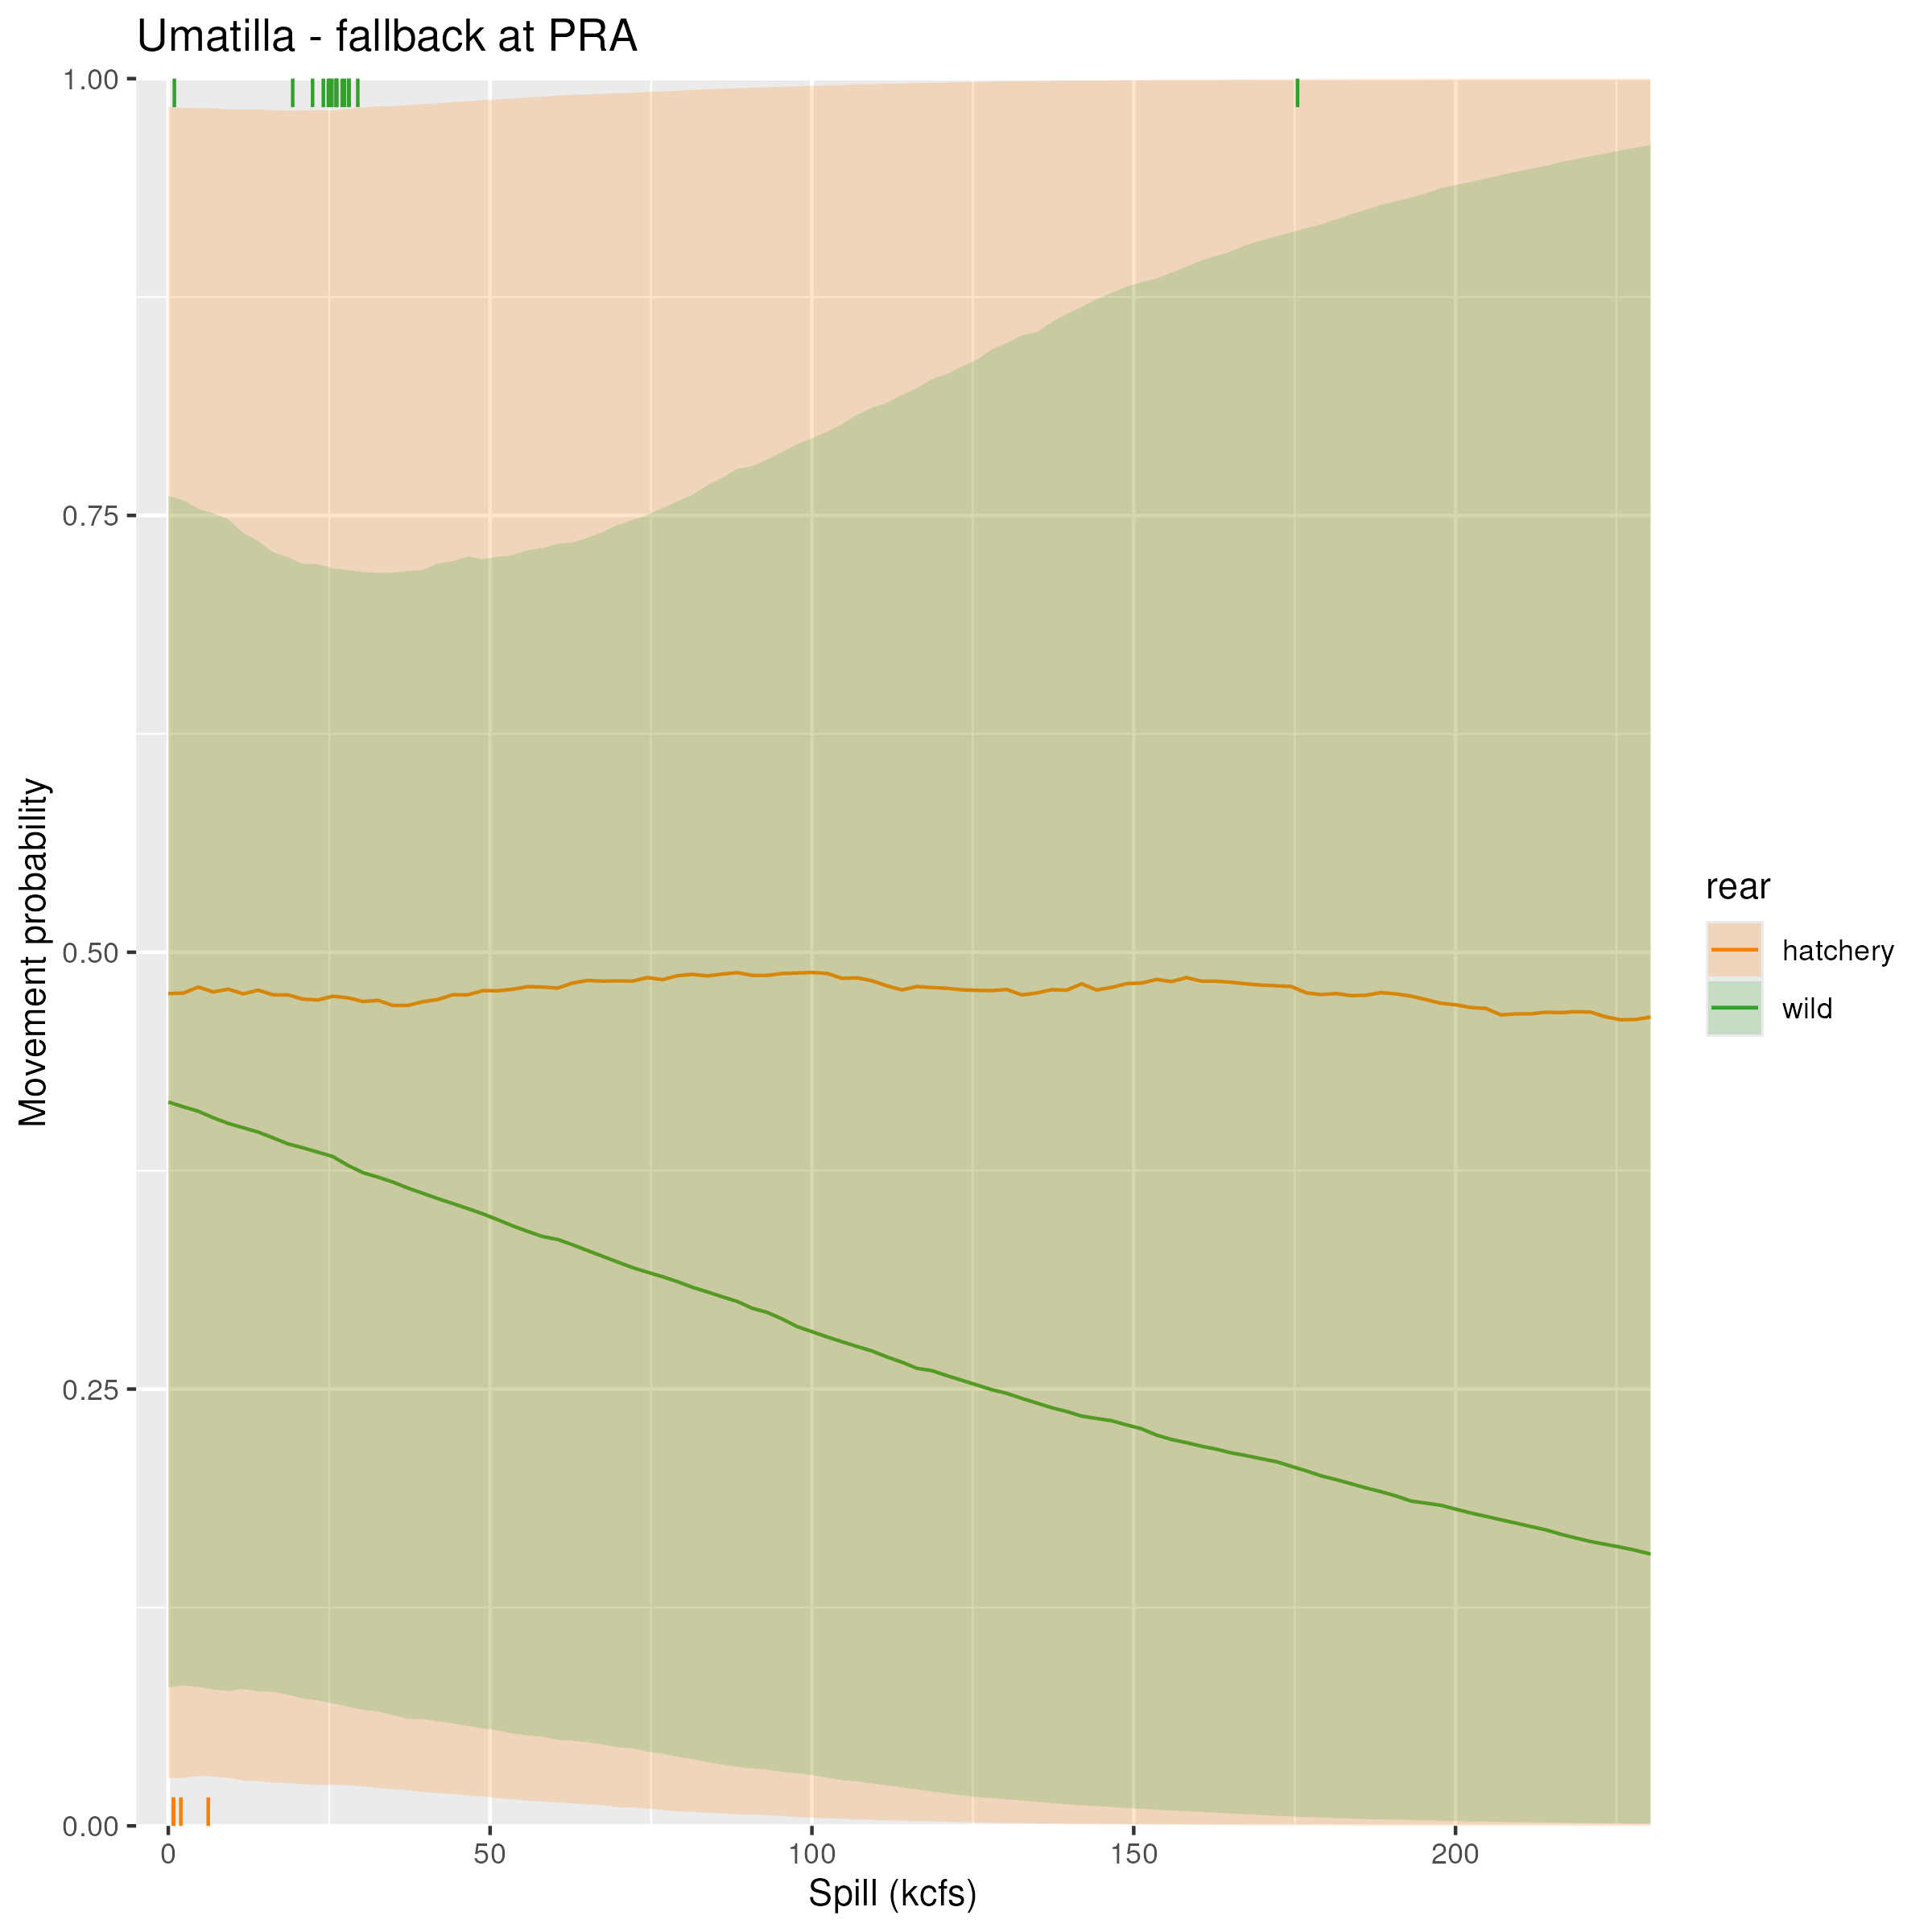 Umatilla - fallback at PRA
1.00
0.75
0.50
0.25
0.00
Movement probability
0 50 100 150 200
Spill (kcfs)
rear
hatchery
wild